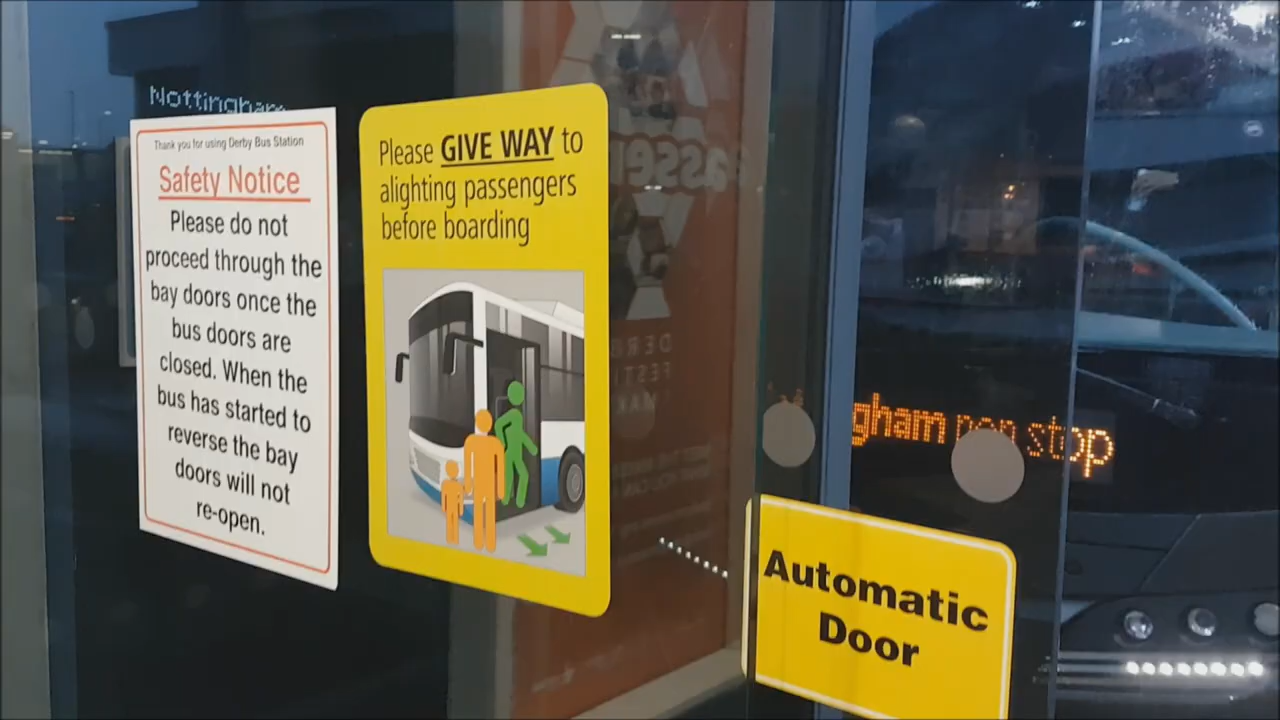 Nottingham
Thank you for using Derby Bus Station
Safety Notice
Please do not
proceed through the
bay doors once the
bus doors are
closed. When the
bus has started to
reverse the bay
doors will not
re-open.
Please GIVE WAY to
alighting passengers
before boarding
gham non stop
Automatic
Door